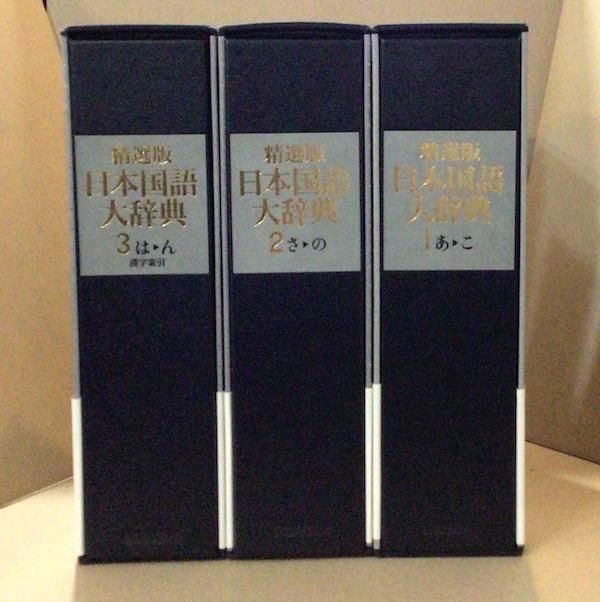 精選版
日本国語
大辞典
3 は▸ん
漢字索引
精選版
日本国語
大辞典
2 さ▸の
精選版
日本国語
大辞典
1 あ▸こ